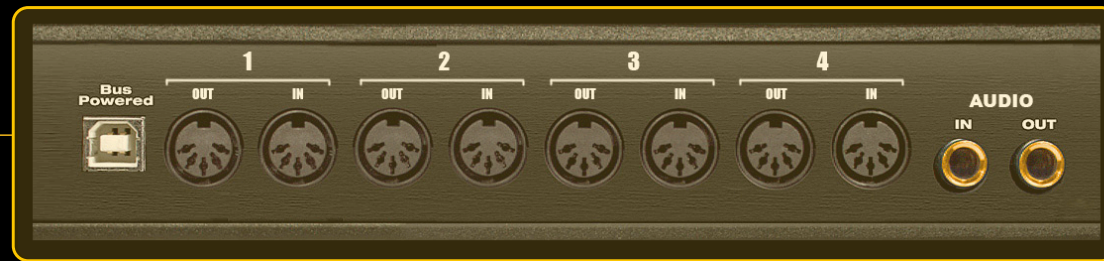 1 2 3 4
Bus
Powered
OUT IN OUT IN OUT IN OUT IN
AUDIO
IN OUT